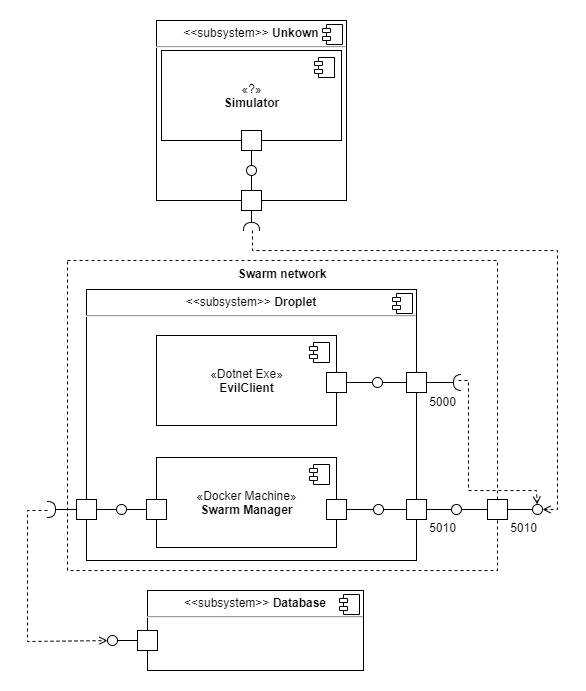 <<subsystem>> Unkown
«?»
Simulator
Swarm network
<<subsystem>> Droplet
«Dotnet Exe»
EvilClient
5000
«Docker Machine»
Swarm Manager
5010
5010
<<subsystem>> Database